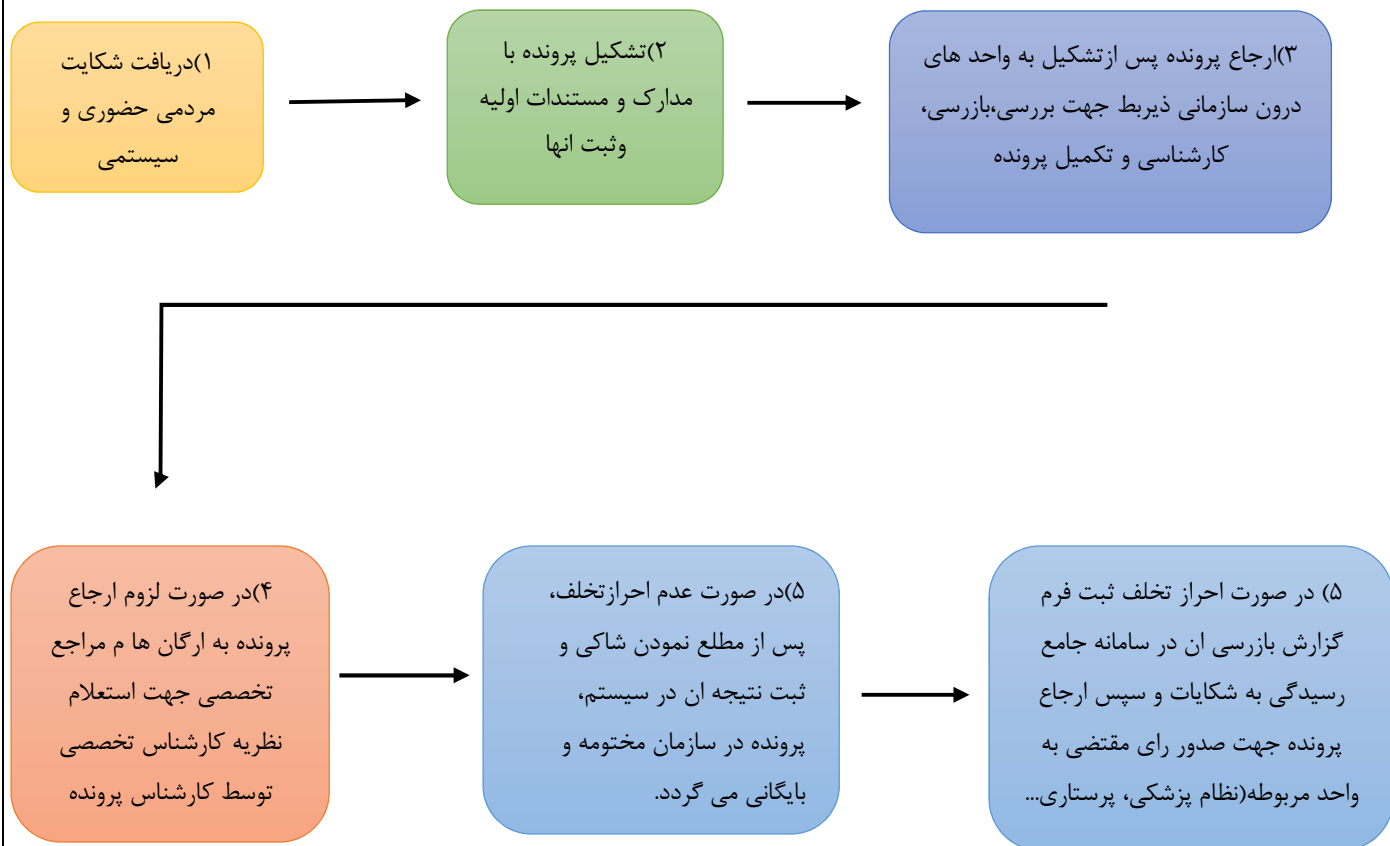 ۱)دریافت شکایت
مردمی حضوری و
سیستمی
۲)تشکیل پرونده با
مدارک و مستندات اولیه
وثبت انها
۳)ارجاع پرونده پس ازتشکیل به واحد های
درون سازمانی ذیربط جهت بررسی،بازرسی،
کارشناسی و تکمیل پرونده
۴)در صورت لزوم ارجاع
پرونده به ارگان ها م مراجع
تخصصی جهت استعلام
نظریه کارشناس تخصصی
توسط کارشناس پرونده
۵)در صورت عدم احرازتخلف،
پس از مطلع نمودن شاکی و
ثبت نتیجه ان در سیستم،
پرونده در سازمان مختومه و
بایگانی می گردد.
۵) در صورت احراز تخلف ثبت فرم
گزارش بازرسی ان در سامانه جامع
رسیدگی به شکایات و سپس ارجاع
پرونده جهت صدور رای مقتضی به
واحد مربوطه(نظام پزشکی، پرستاری...